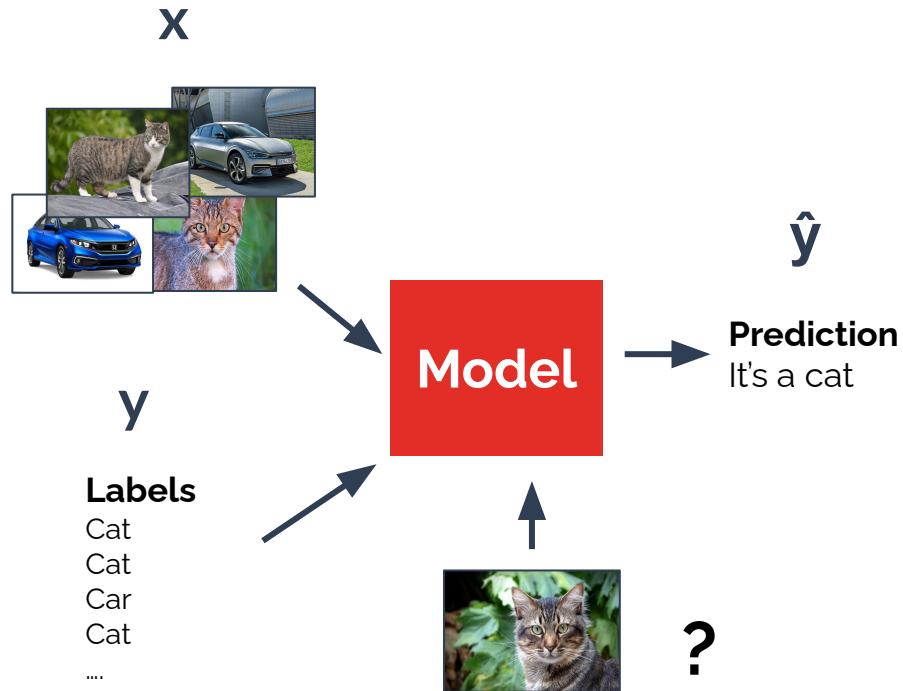 x
y
Labels
Cat
Cat
Car
Cat
....
Model
?
ŷ
Prediction
It's a cat